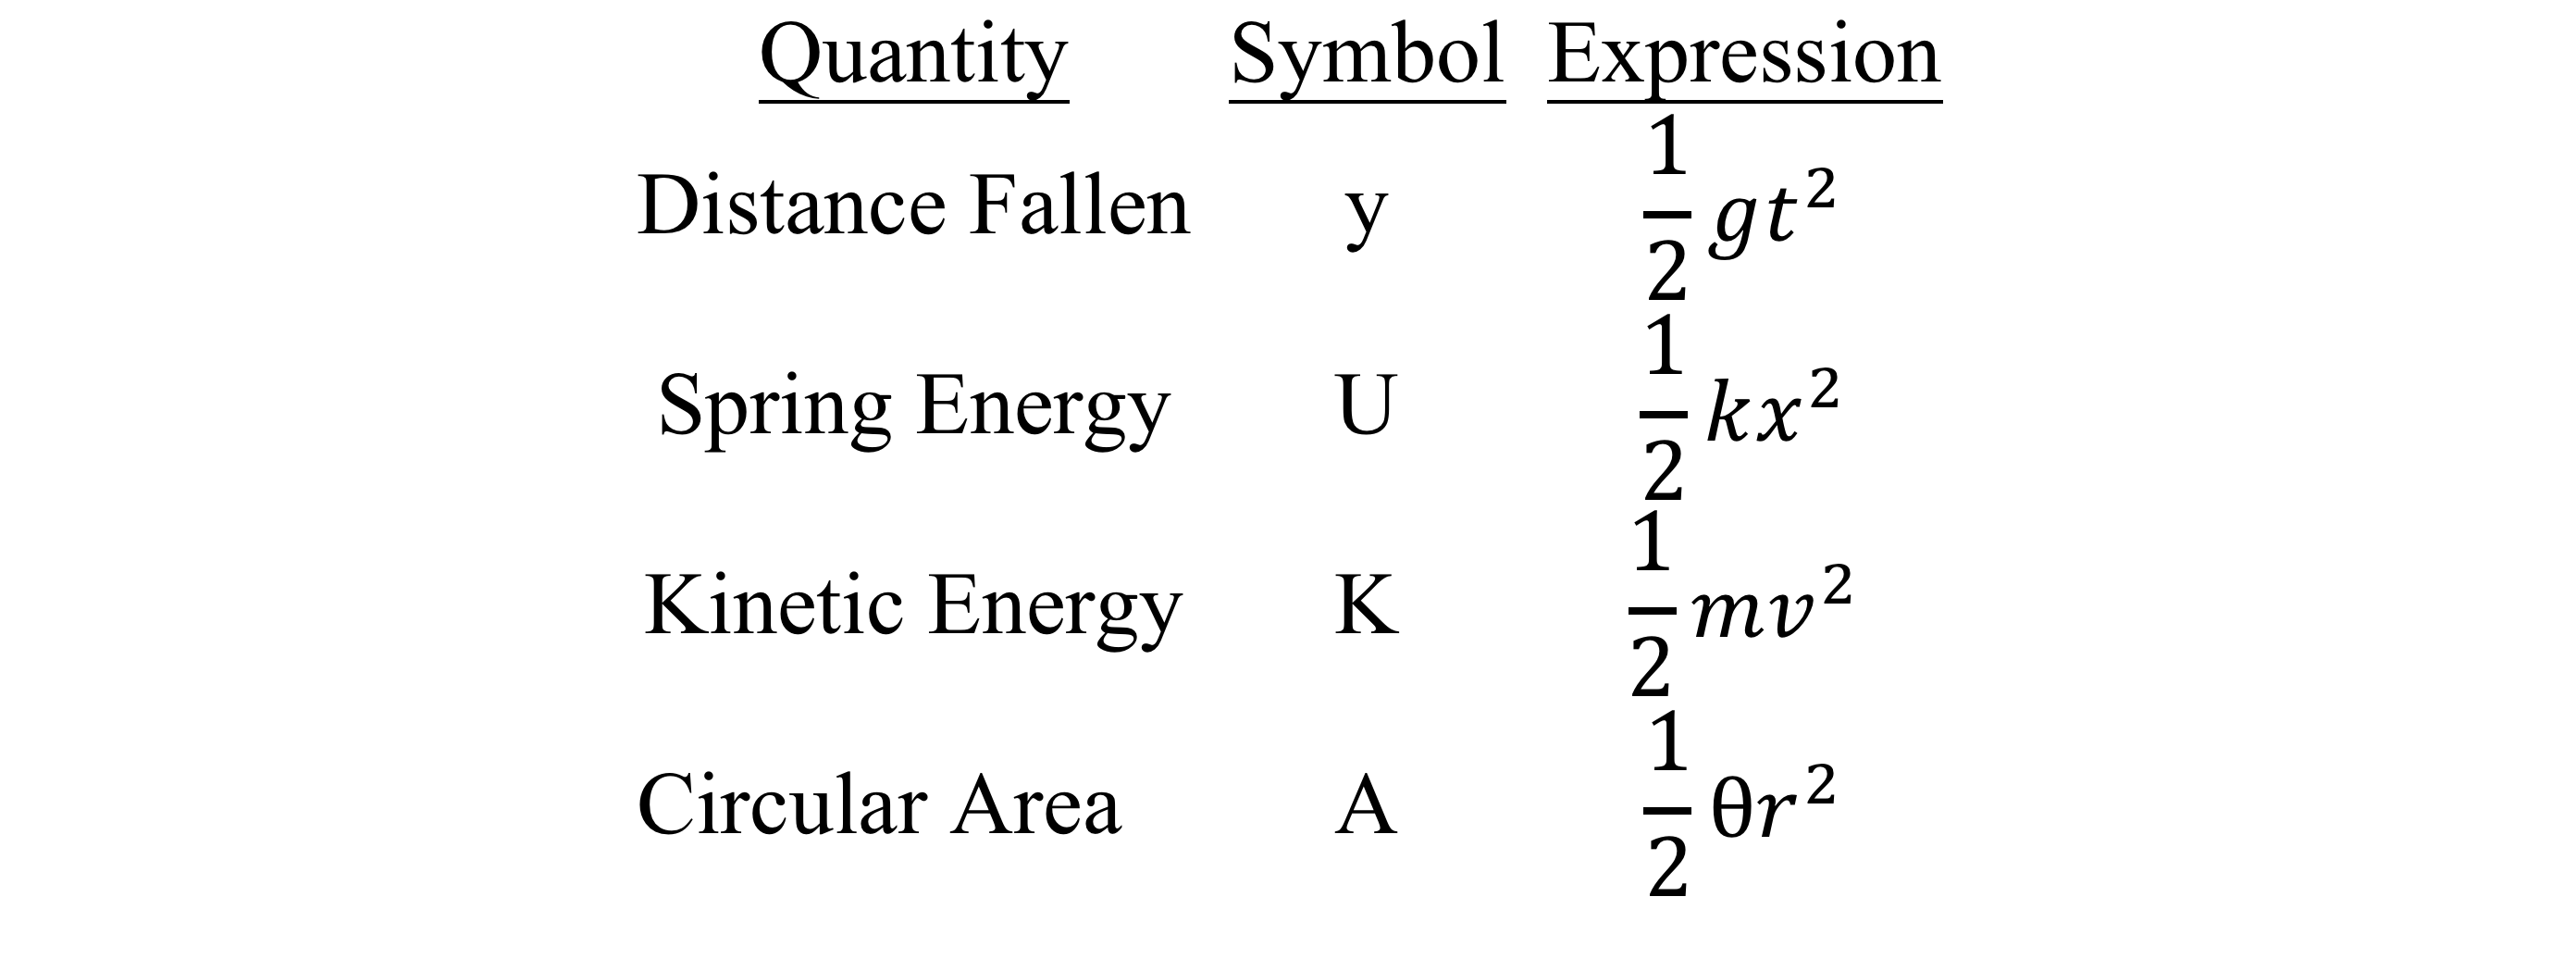 Quantity Symbol Expression
Distance Fallen y 1/2 gt²
Spring Energy U 1/2 kx²
Kinetic Energy K 1/2 mv²
Circular Area A 1/2 θr²